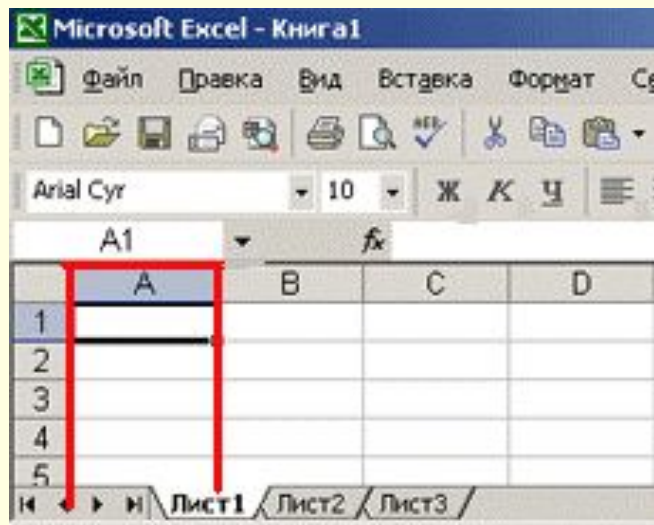 Microsoft Excel - Книга1
Файл Правка Вид Вставка Формат
Arial Cyr 10 Ж К Ч
A1 fx
A B C D
1
2
3
4
5
Лист1 Лист2 Лист3